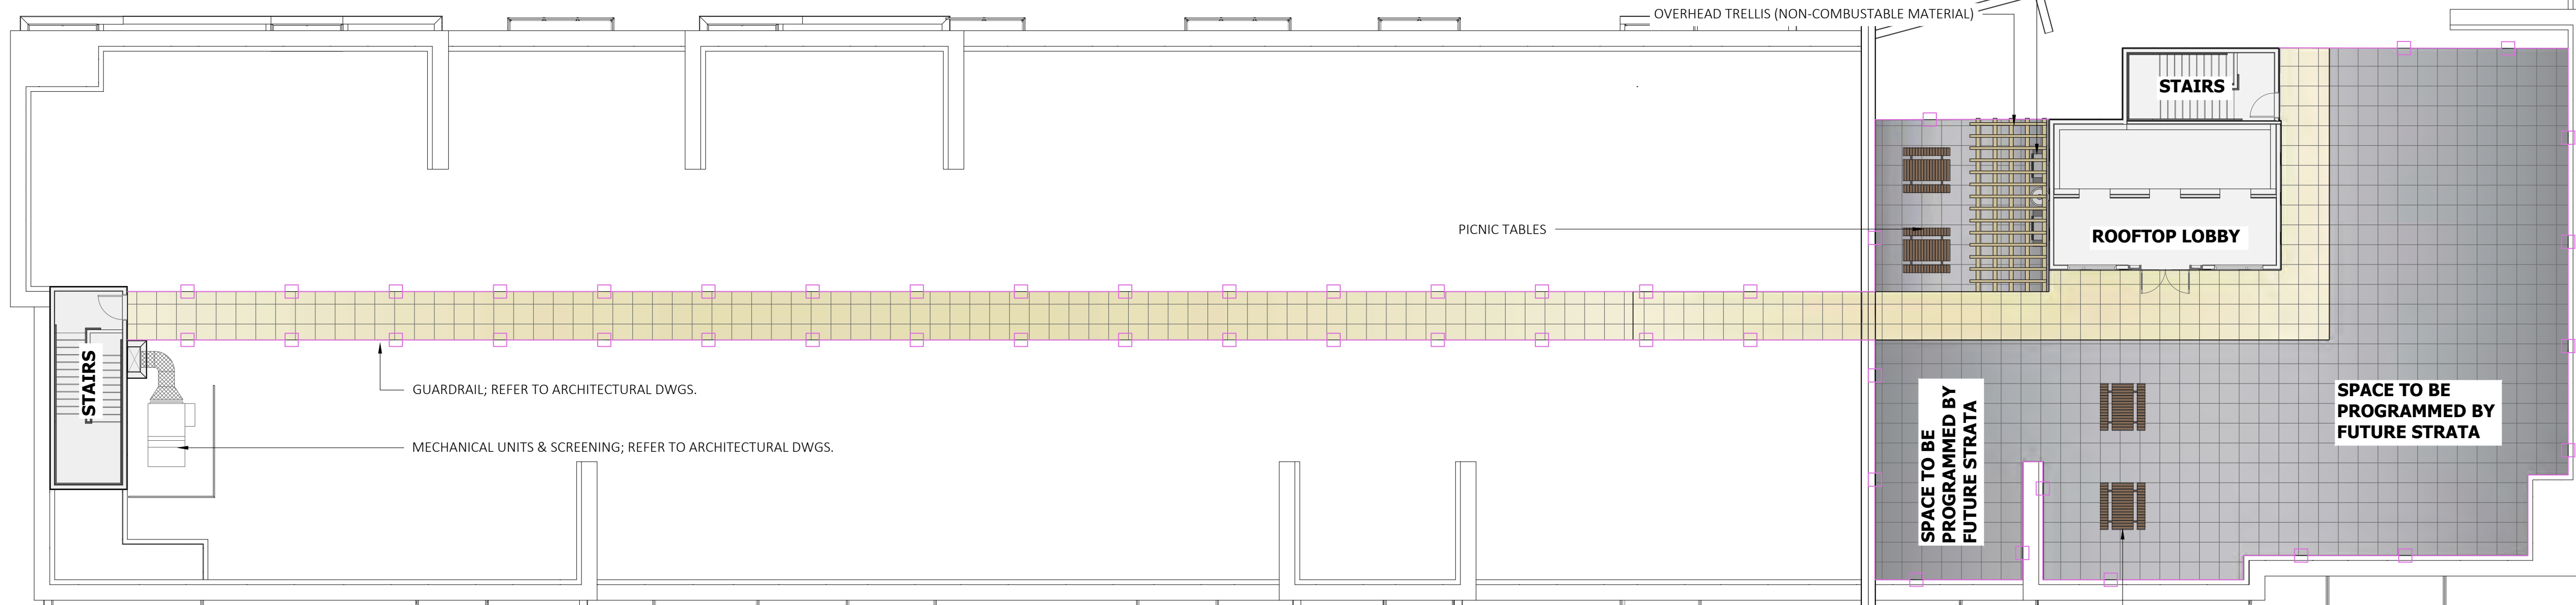 OVERHEAD TRELLIS (NON-COMBUSTABLE MATERIAL)
STAIRS
PICNIC TABLES
ROOFTOP LOBBY
STAIRS
GUARDRAIL; REFER TO ARCHITECTURAL DWGS.
MECHANICAL UNITS & SCREENING; REFER TO ARCHITECTURAL DWGS.
SPACE TO BE
PROGRAMMED BY
FUTURE STRATA
SPACE TO BE
PROGRAMMED BY
FUTURE STRATA